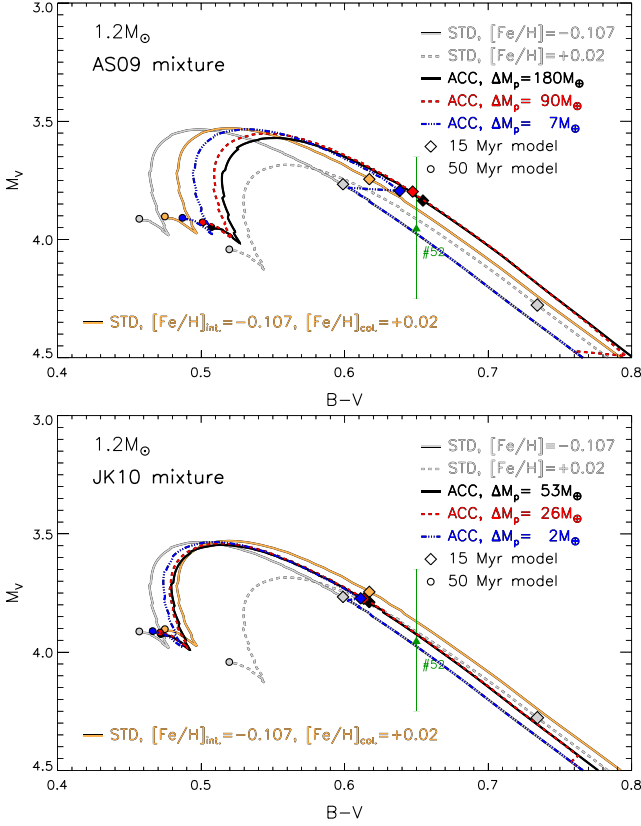 1.2M⊙
AS09 mixture
STD, [Fe/H]=−0.107
STD, [Fe/H]=+0.02
ACC, ΔMp=180M⊕
ACC, ΔMp= 90M⊕
ACC, ΔMp= 7M⊕
15 Myr model
50 Myr model
#52
STD, [Fe/H]int.=−0.107, [Fe/H]col.=+0.02
3.0
3.5
4.0
4.5
MV
0.4 0.5 0.6 0.7 0.8
B−V
1.2M⊙
JK10 mixture
STD, [Fe/H]=−0.107
STD, [Fe/H]=+0.02
ACC, ΔMp= 53M⊕
ACC, ΔMp= 26M⊕
ACC, ΔMp= 2M⊕
15 Myr model
50 Myr model
#52
STD, [Fe/H]int.=−0.107, [Fe/H]col.=+0.02
3.0
3.5
4.0
4.5
MV
0.4 0.5 0.6 0.7 0.8
B−V